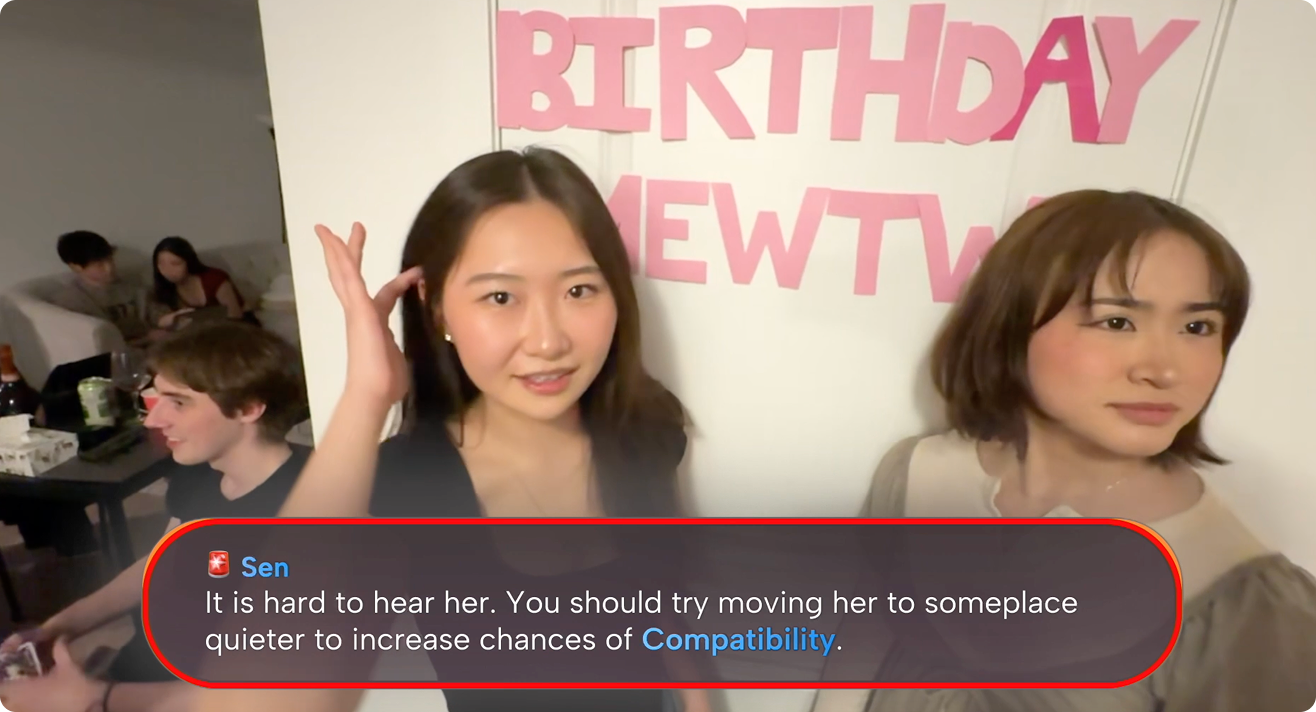 BIRTHDAY
MEWTW
🚨 Sen
It is hard to hear her. You should try moving her to someplace
quieter to increase chances of Compatibility.